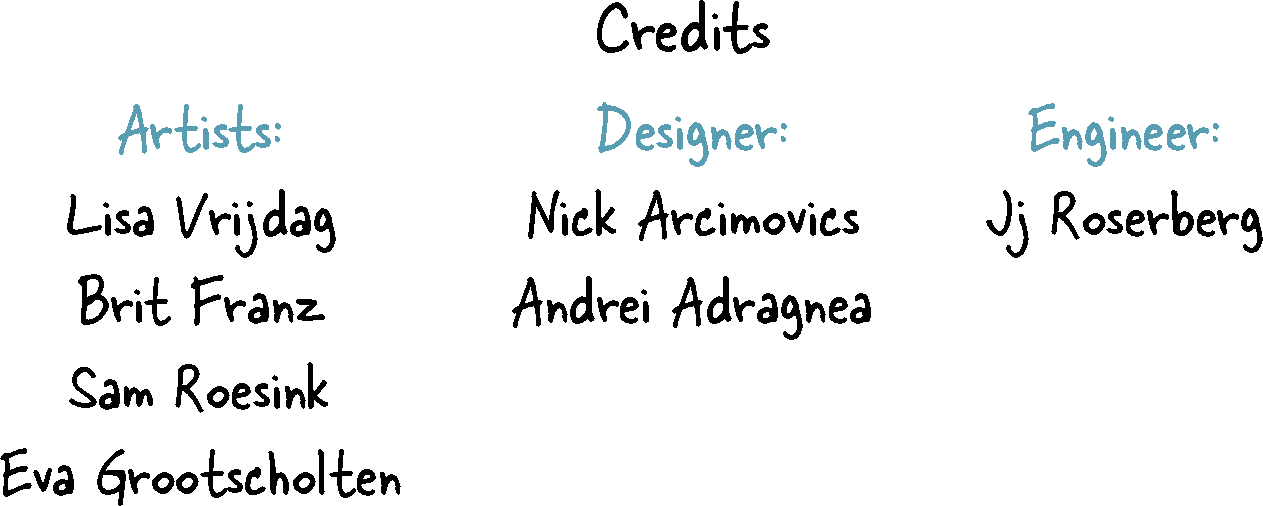 Credits
Artists:
Lisa Vrijdag
Brit Franz
Sam Roesink
Eva Grootscholten
Designer:
Nick Arcimovics
Andrei Adragnea
Engineer:
Jj Roserberg